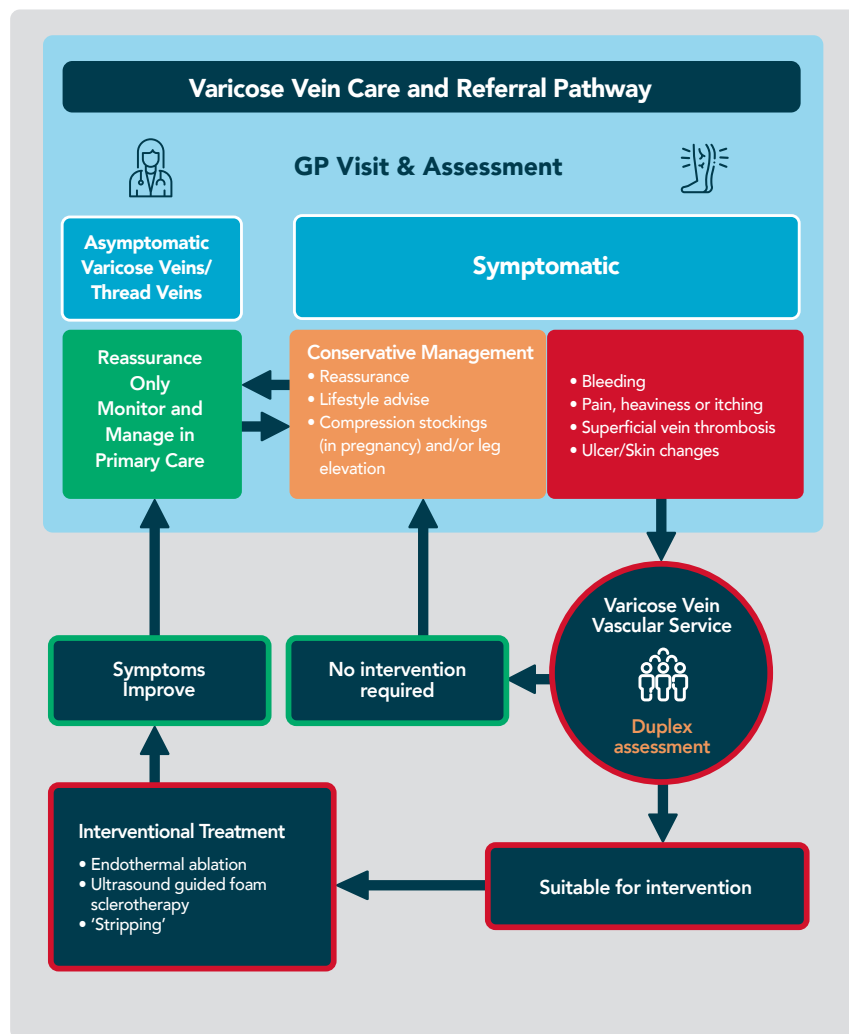 Varicose Vein Care and Referral Pathway
GP Visit & Assessment
Asymptomatic
Varicose Veins/
Thread Veins
Symptomatic
Reassurance
Only
Monitor and
Manage in
Primary Care
Conservative Management
• Reassurance
• Lifestyle advise
• Compression stockings
(in pregnancy) and/or leg
elevation
• Bleeding
• Pain, heaviness or itching
• Superficial vein thrombosis
• Ulcer/Skin changes
Varicose Vein
Vascular Service
Duplex
assessment
Symptoms
Improve
No intervention
required
Interventional Treatment
• Endothermal ablation
• Ultrasound guided foam
sclerotherapy
• 'Stripping'
Suitable for intervention